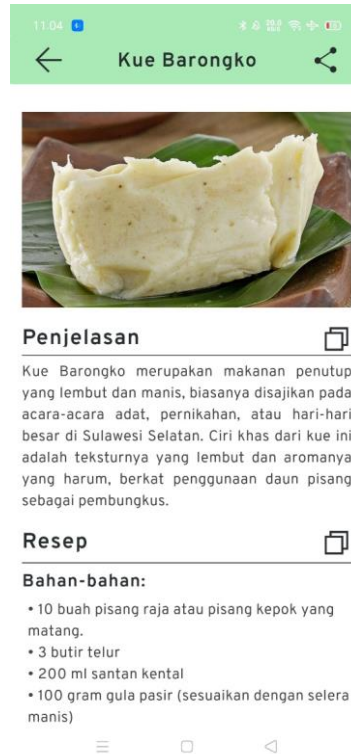 11.04
Kue Barongko
Penjelasan
Kue Barongko merupakan makanan penutup
yang lembut dan manis, biasanya disajikan pada
acara-acara adat, pernikahan, atau hari-hari
besar di Sulawesi Selatan. Ciri khas dari kue ini
adalah teksturnya yang lembut dan aromanya
yang harum, berkat penggunaan daun pisang
sebagai pembungkus.
Resep
Bahan-bahan:
• 10 buah pisang raja atau pisang kepok yang
matang.
• 3 butir telur
• 200 ml santan kental
• 100 gram gula pasir (sesuaikan dengan selera
manis)